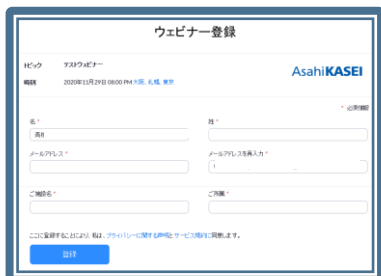 ウェビナー登録
トピック テストウェビナー
時刻 2020年11月29日 08:00 PM 大阪、札幌、東京
AsahiKASEI
* 必須情報
名 *
姓 *
メールアドレス *
メールアドレスを再入力 *
ご施設名 *
ご所属 *
ここに登録することにより、私は、プライバシーに関する声明とサービス規約に同意します。
登録